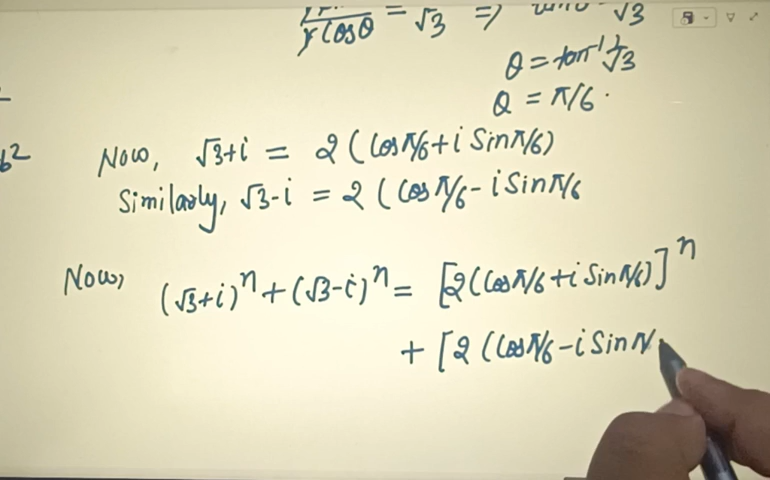 r Cosθ = √3 ⇒ √3
θ = tan⁻¹ 1/√3
θ = π/6 .
b²
Now, √3+i = 2 (Cosπ/6 + i Sinπ/6)
Similarly, √3-i = 2 (Cosπ/6 - i Sinπ/6
Now, (√3+i)ⁿ + (√3-i)ⁿ = [2(Cosπ/6 + i Sinπ/6)]ⁿ
+ [2 (Cosπ/6 - i Sinπ/